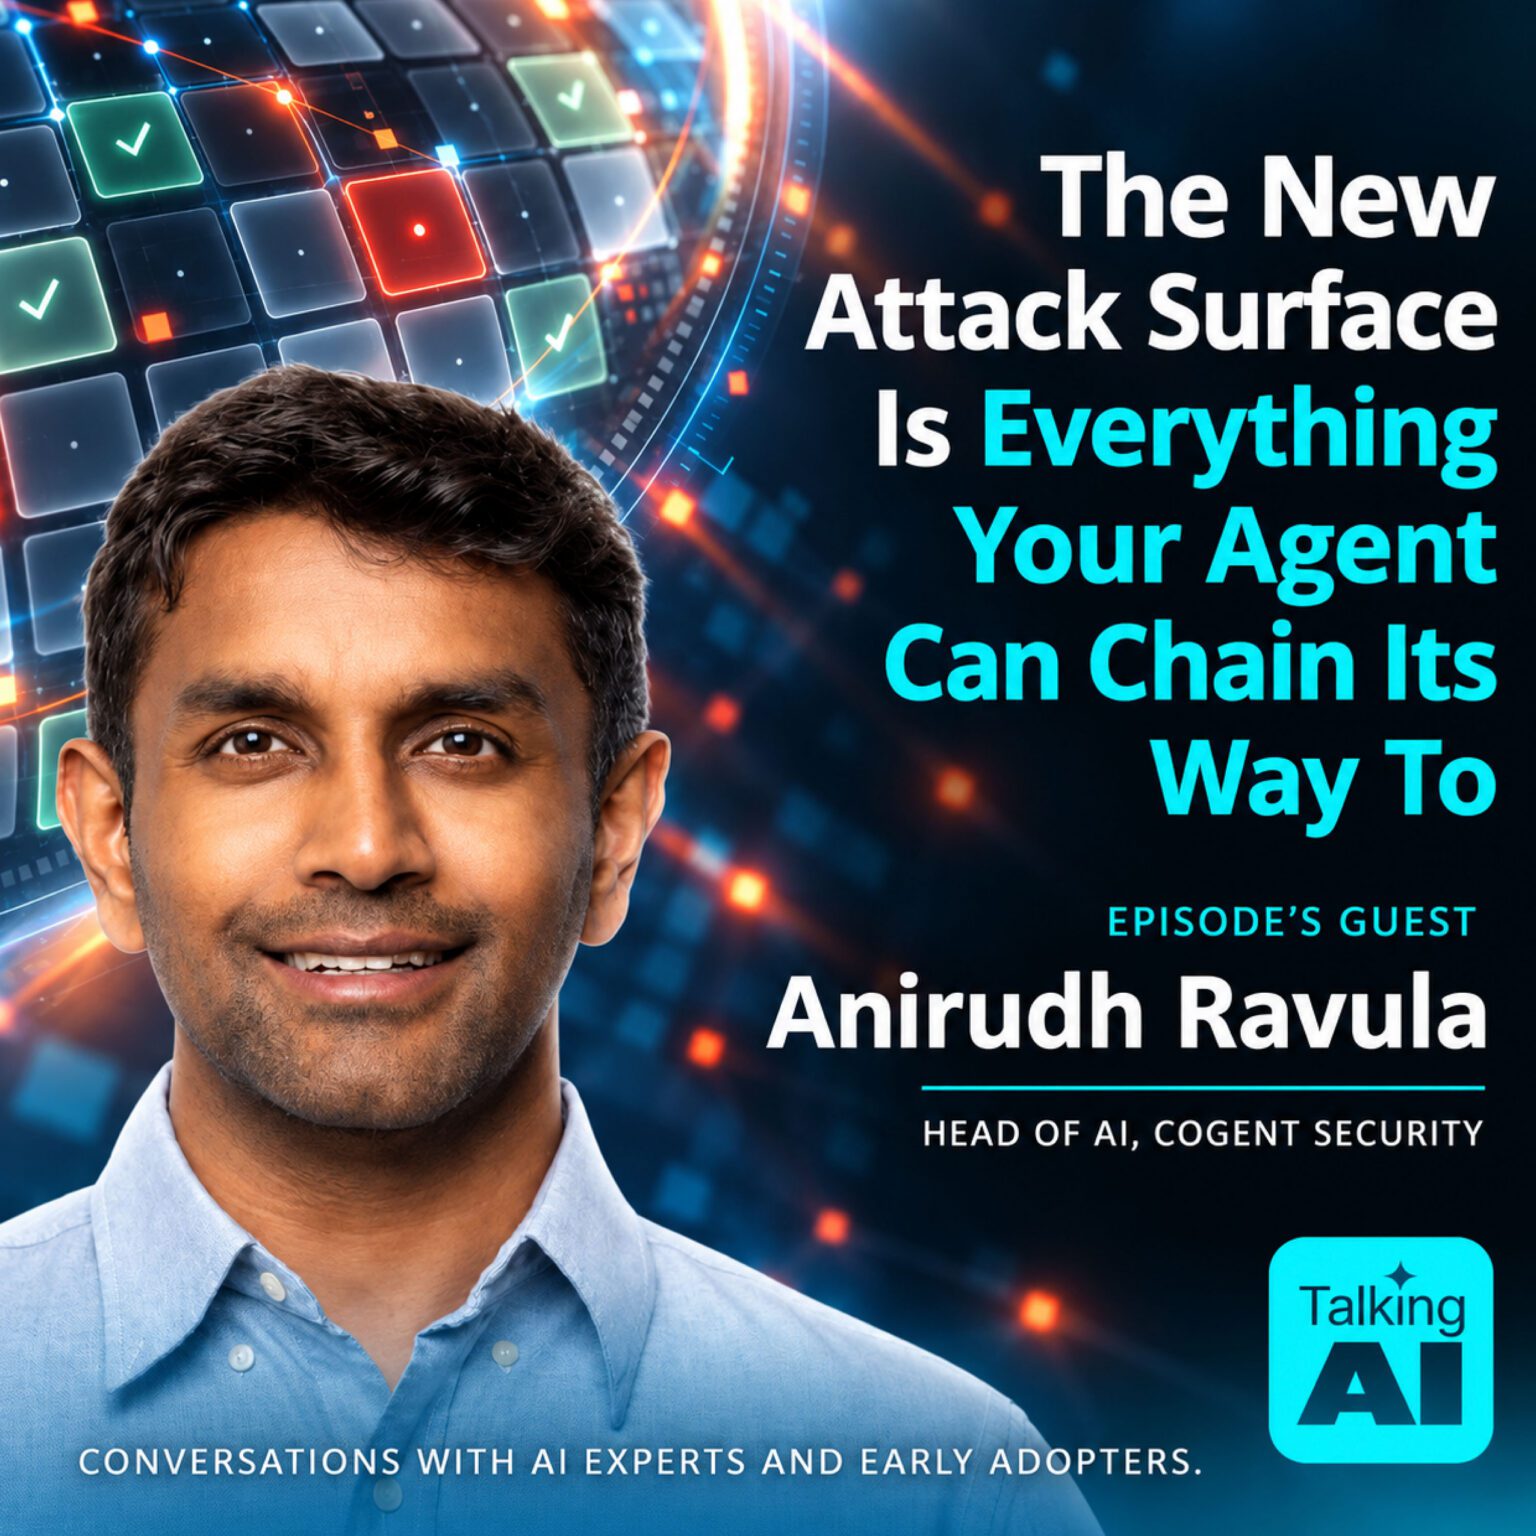 The New
Attack Surface
Is Everything
Your Agent
Can Chain Its
Way To
EPISODE’S GUEST
Anirudh Ravula
HEAD OF AI, COGENT SECURITY
Talking
AI
CONVERSATIONS WITH AI EXPERTS AND EARLY ADOPTERS.